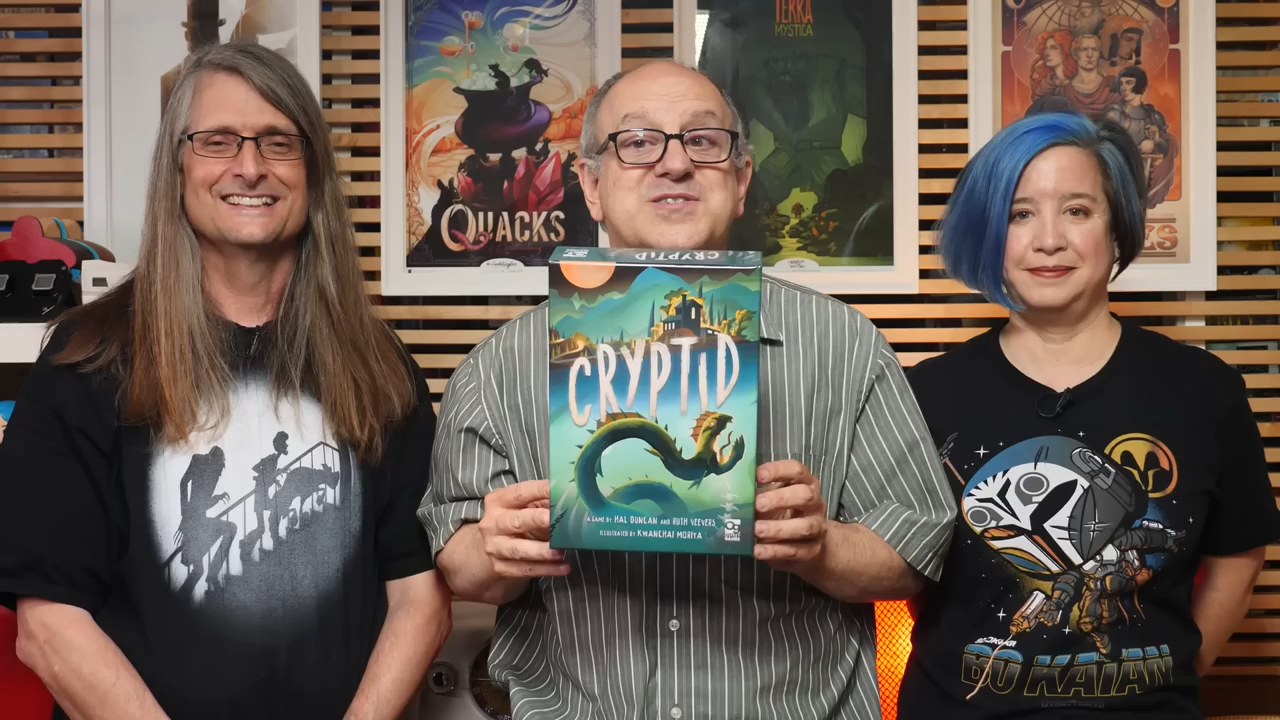 TERRA
MYSTICA
QUACKS
CRYPTID
CRYPTID
A GAME BY HAL DUNCAN AND RUTH VEEVERS
ILLUSTRATED BY KWANCHAI MORIYA
BO KATAN